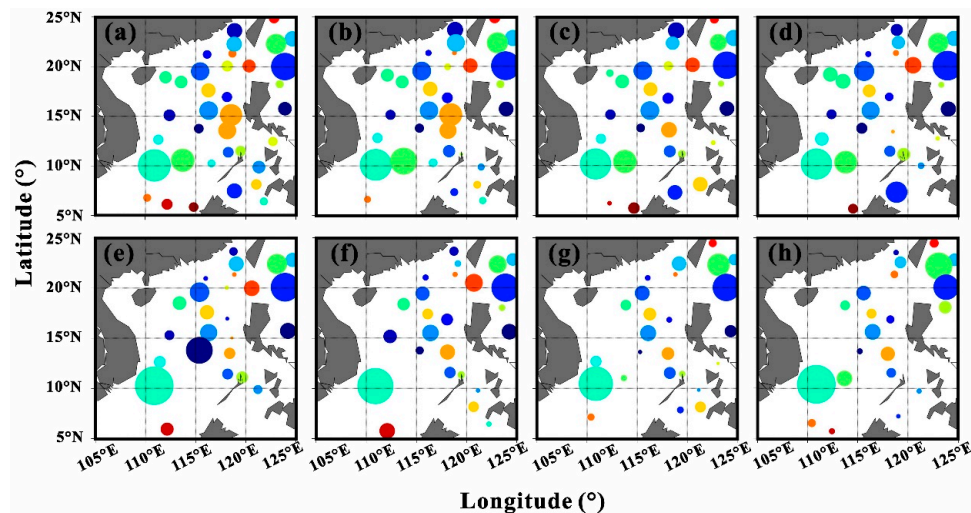 25°N
20°N
15°N
10°N
5°N
(a)
(b)
(c)
(d)
25°N
20°N
15°N
10°N
5°N
(e)
(f)
(g)
(h)
105°E
110°E
115°E
120°E
125°E
105°E
110°E
115°E
120°E
125°E
105°E
110°E
115°E
120°E
125°E
105°E
110°E
115°E
120°E
125°E
Latitude (°)
Longitude (°)